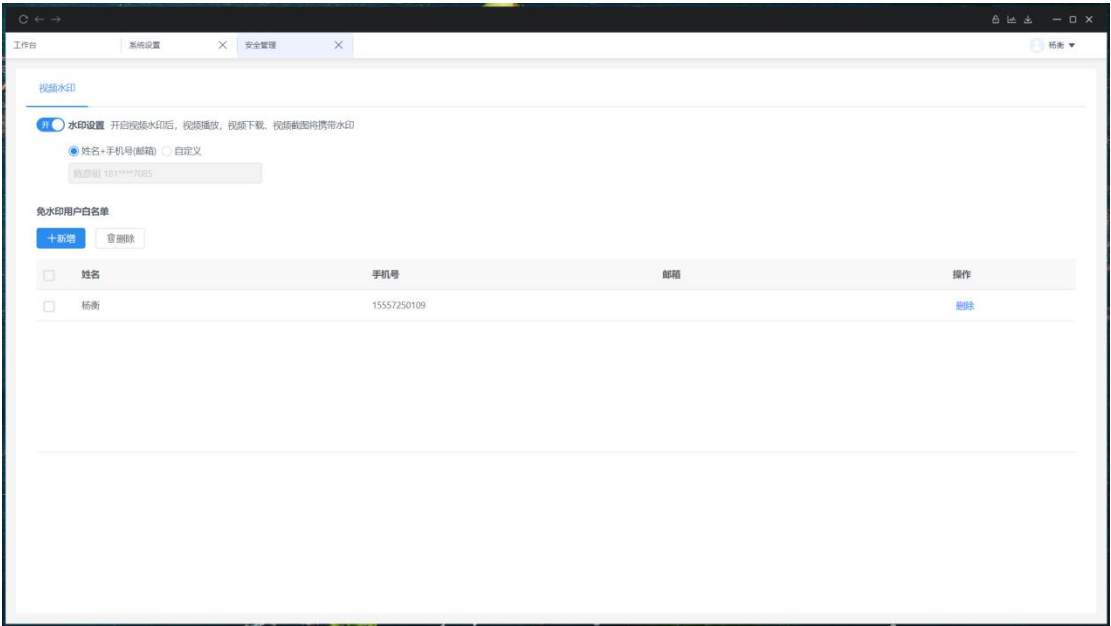 工作台 系统设置 安全管理 杨衡
视频水印
开 水印设置 开启视频水印后，视频播放，视频下载、视频截图将携带水印
姓名+手机号(邮箱) 自定义
181****7085
免水印用户白名单
新增 删除
姓名 手机号 邮箱 操作
杨衡 15557250109 删除